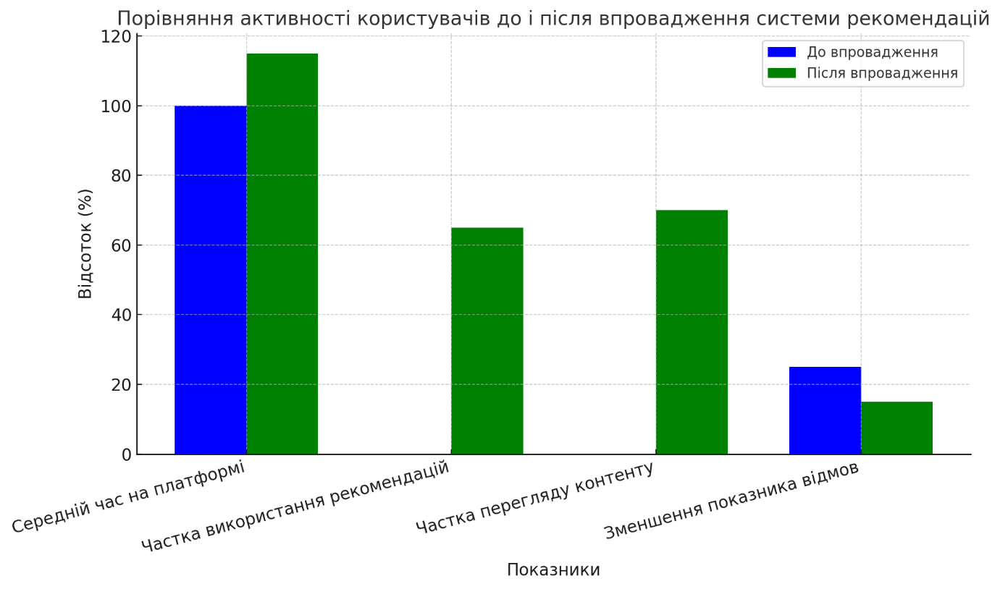 Порівняння активності користувачів до і після впровадження системи рекомендацій
До впровадження
Після впровадження
Відсоток (%)
120
100
80
60
40
20
0
Середній час на платформі
Частка використання рекомендацій
Частка перегляду контенту
Зменшення показника відмов
Показники